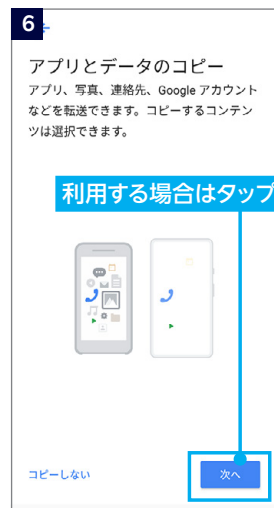 6
アプリとデータのコピー
アプリ、写真、連絡先、Google アカウント
などを転送できます。コピーするコンテン
ツは選択できます。
利用する場合はタップ
コピーしない
次へ